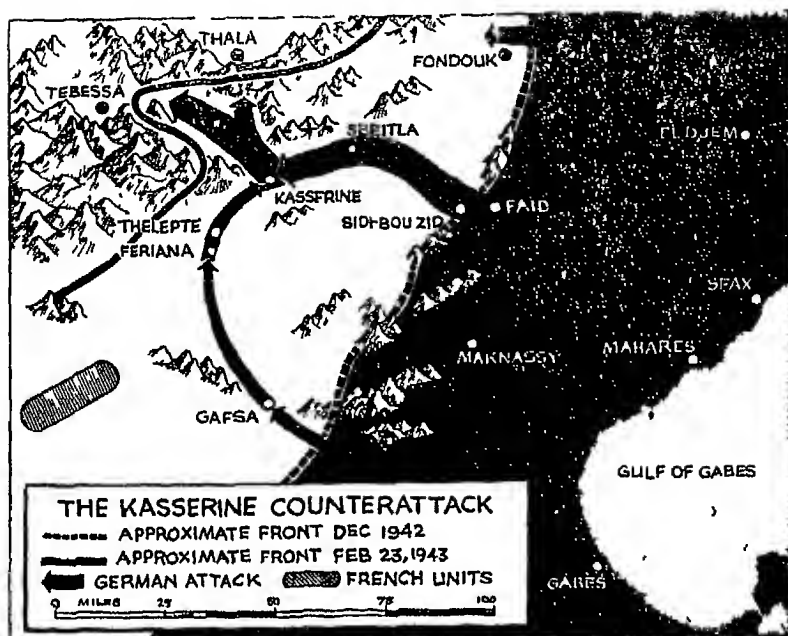 THALA
FONDOUK
TEBESSA
SBEITLA
ELDJEM
KASSERINE
SIDI-BOU ZID
FAID
THELEPTE
FERIANA
SFAX
MAKNASSY
MAHARES
GAFSA
GULF OF GABES
THE KASSERINE COUNTERATTACK
APPROXIMATE FRONT DEC 1942
APPROXIMATE FRONT FEB 23, 1943
GERMAN ATTACK
FRENCH UNITS
GABES
0 MILES 25 50 75 100